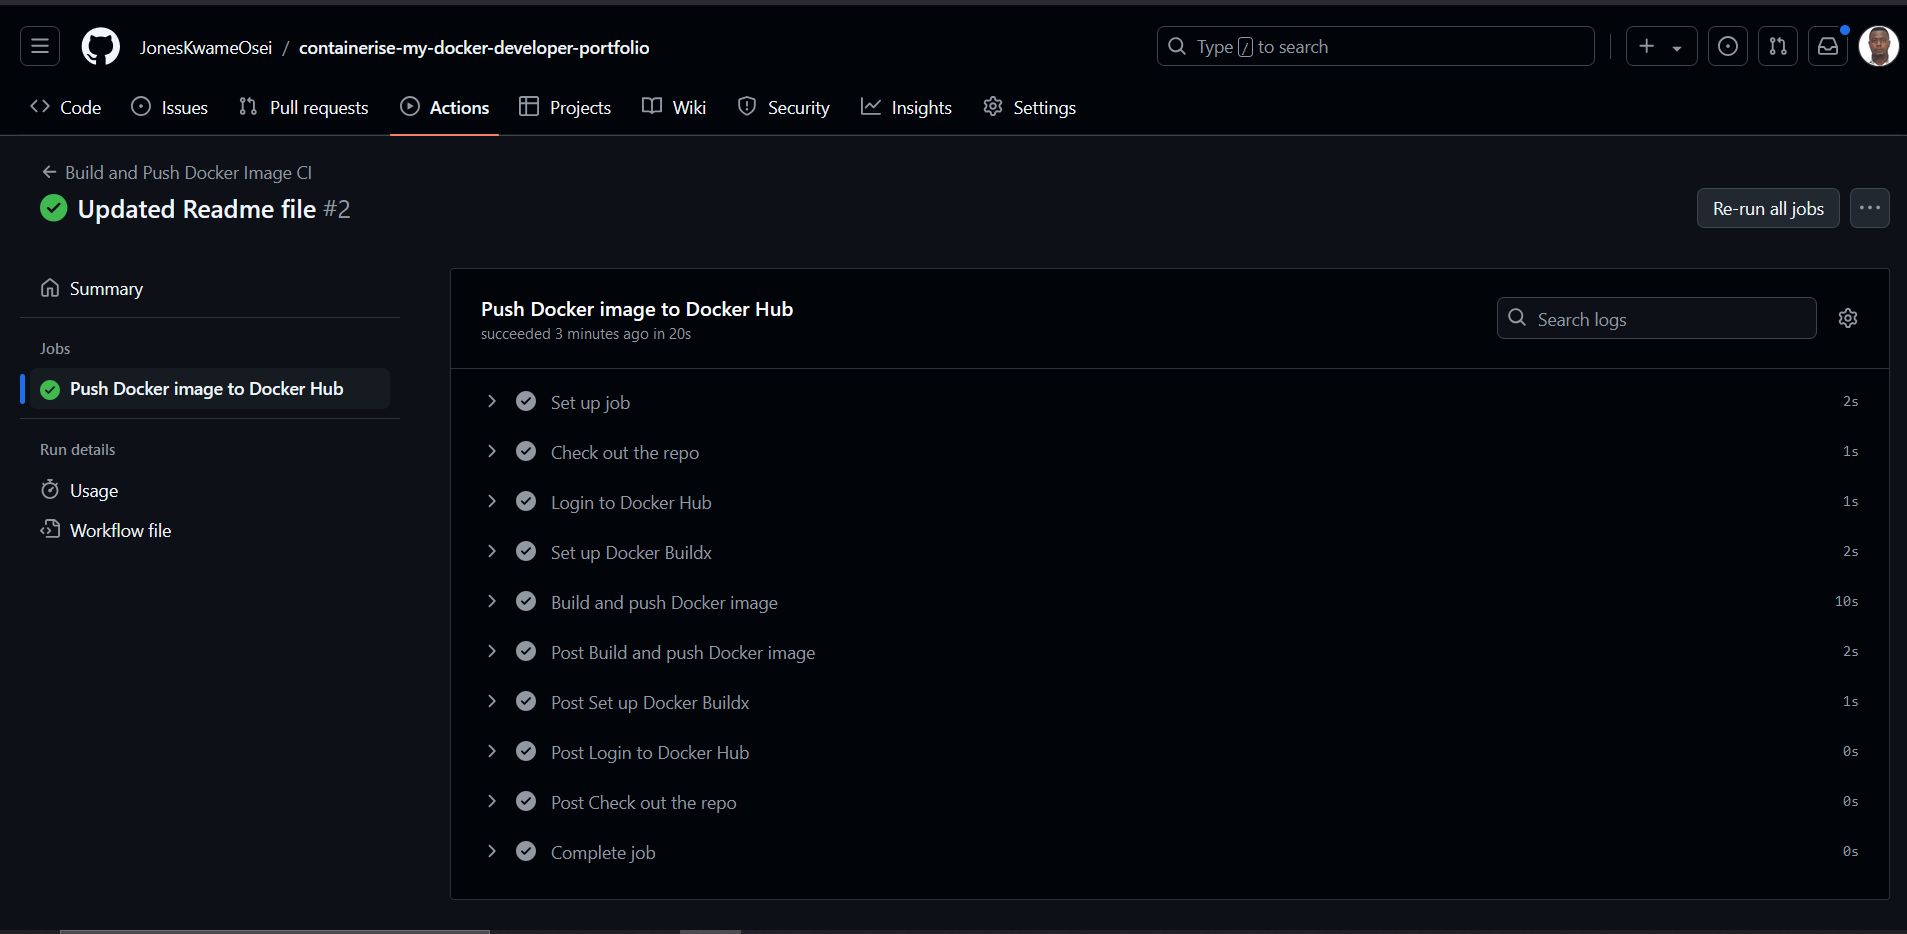 JonesKwameOsei / containerise-my-docker-developer-portfolio
Type / to search
Code Issues Pull requests Actions Projects Wiki Security Insights Settings
Build and Push Docker Image CI
Updated Readme file #2
Re-run all jobs
Summary
Jobs
Push Docker image to Docker Hub
Run details
Usage
Workflow file
Push Docker image to Docker Hub
succeeded 3 minutes ago in 20s
Search logs
Set up job 2s
Check out the repo 1s
Login to Docker Hub 1s
Set up Docker Buildx 2s
Build and push Docker image 10s
Post Build and push Docker image 2s
Post Set up Docker Buildx 1s
Post Login to Docker Hub 0s
Post Check out the repo 0s
Complete job 0s